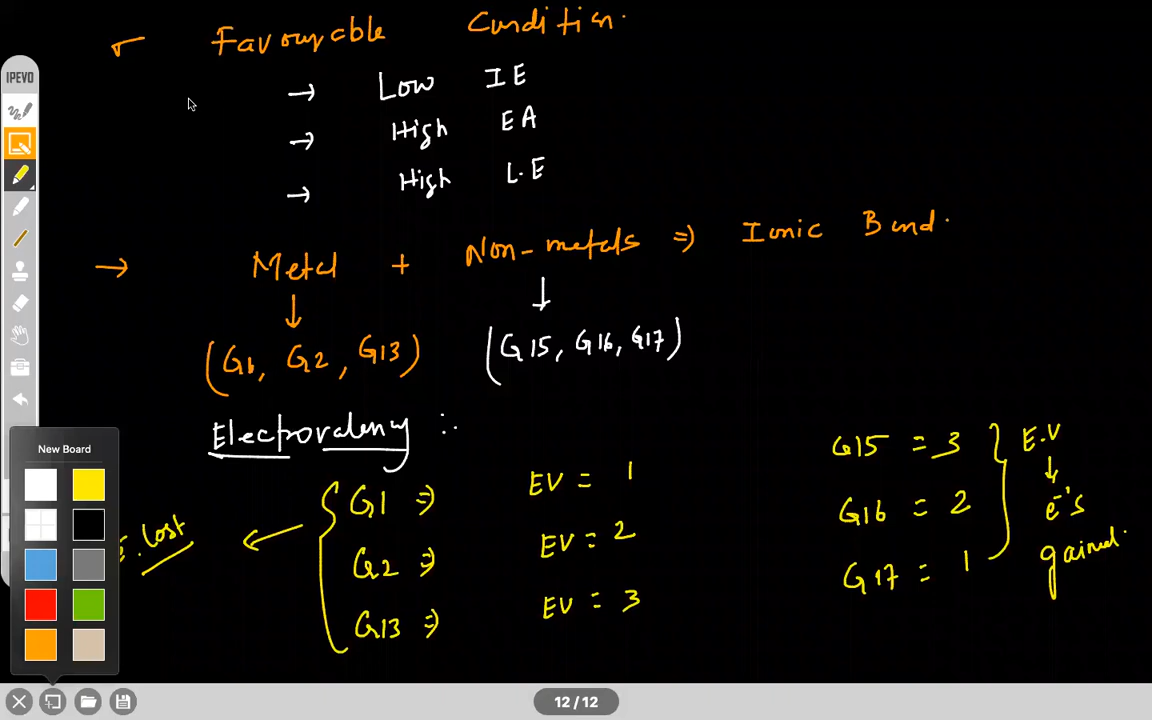 Favourable Condition.
IPEVO
→ Low IE
→ High EA
→ High L.E
→ Metal + Non-metals ⇒ Ionic Bond.
(G1, G2, G13) (G15, G16, G17)
Electrovalency :-
New Board
G15 = 3
G16 = 2
G17 = 1
E.V
e's
gained.
G1 ⇒ EV = 1
G2 ⇒ EV = 2
G13 ⇒ EV = 3
lost
12/12